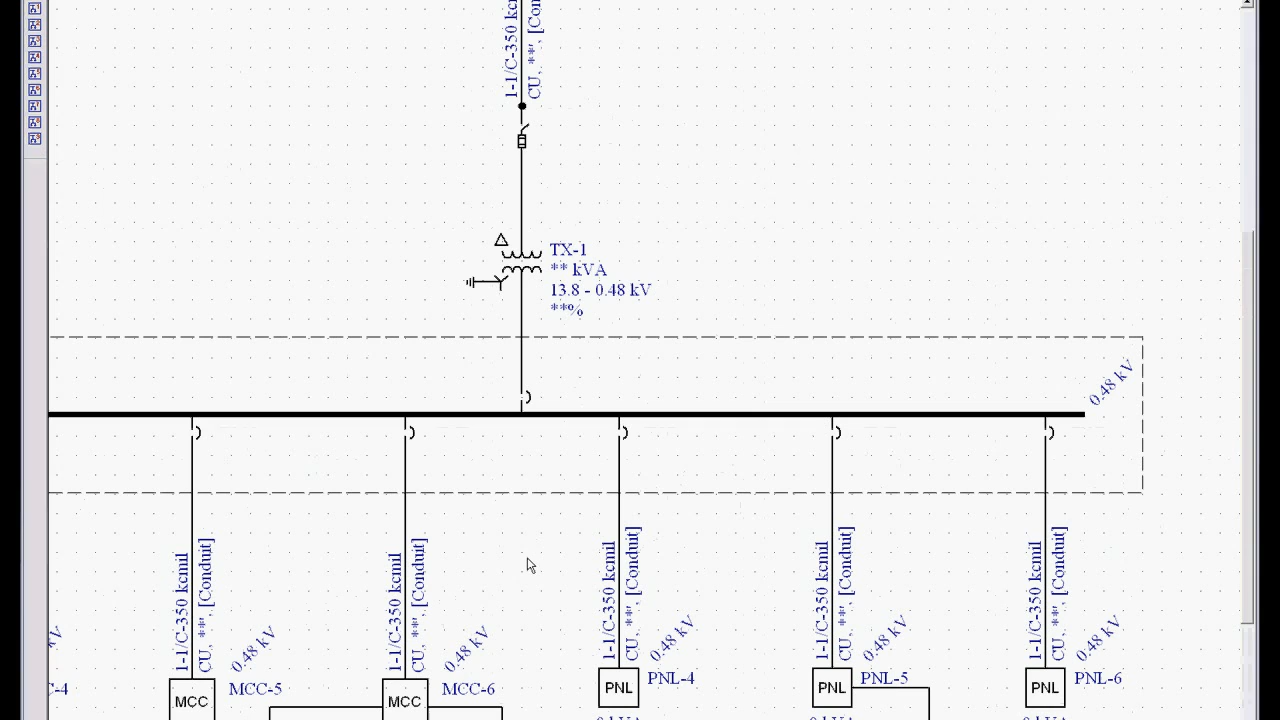 1-1/C-350 kcm
CU, **', [Con
TX-1
** kVA
13.8 - 0.48 kV
**%
0.48 kV
1-1/C-350 kcmil
CU, **', [Conduit]
1-1/C-350 kcmil
CU, **', [Conduit]
1-1/C-350 kcmil
CU, **', [Conduit]
1-1/C-350 kcmil
CU, **', [Conduit]
1-1/C-350 kcmil
CU, **', [Conduit]
0.48 kV
0.48 kV
0.48 kV
0.48 kV
0.48 kV
C-4
MCC
MCC-5
MCC
MCC-6
PNL
PNL-4
PNL
PNL-5
PNL
PNL-6